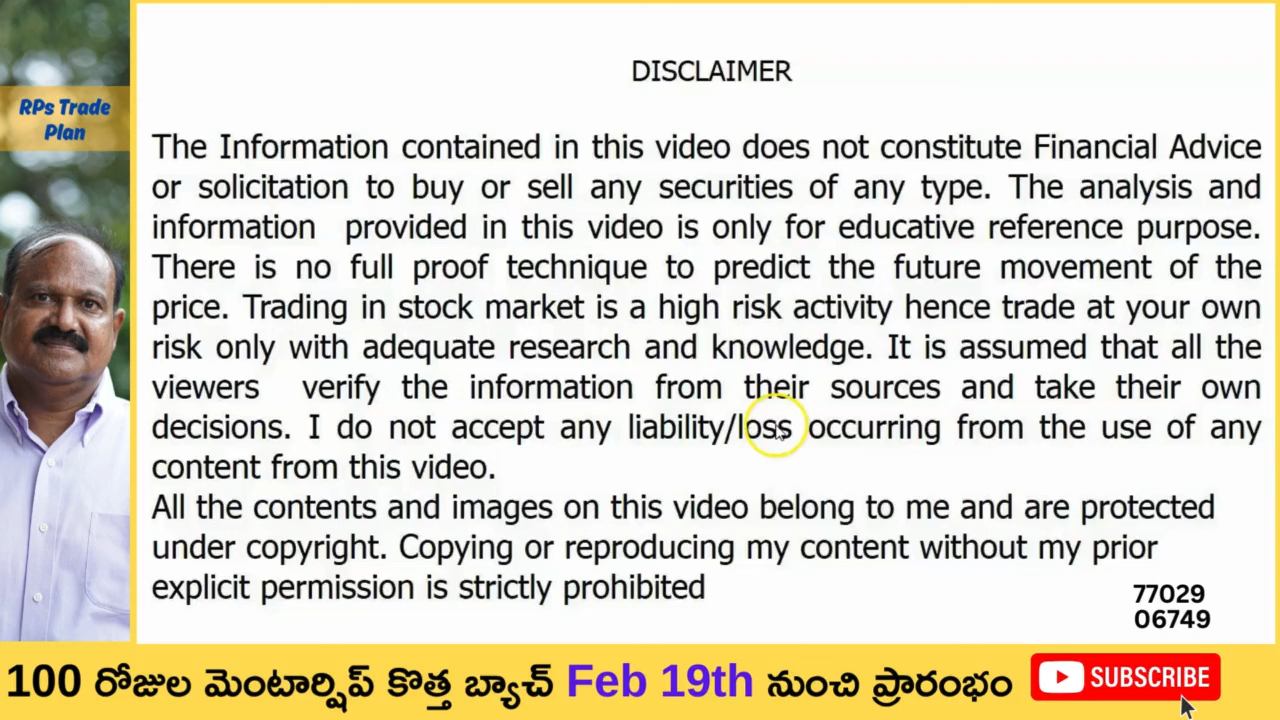 RPs Trade
Plan
DISCLAIMER
The Information contained in this video does not constitute Financial Advice
or solicitation to buy or sell any securities of any type. The analysis and
information provided in this video is only for educative reference purpose.
There is no full proof technique to predict the future movement of the
price. Trading in stock market is a high risk activity hence trade at your own
risk only with adequate research and knowledge. It is assumed that all the
viewers verify the information from their sources and take their own
decisions. I do not accept any liability/loss occurring from the use of any
content from this video.
All the contents and images on this video belong to me and are protected
under copyright. Copying or reproducing my content without my prior
explicit permission is strictly prohibited
77029
06749
100 రోజుల మెంటార్షిప్ కొత్త బ్యాచ్ Feb 19th నుంచి ప్రారంభం
SUBSCRIBE